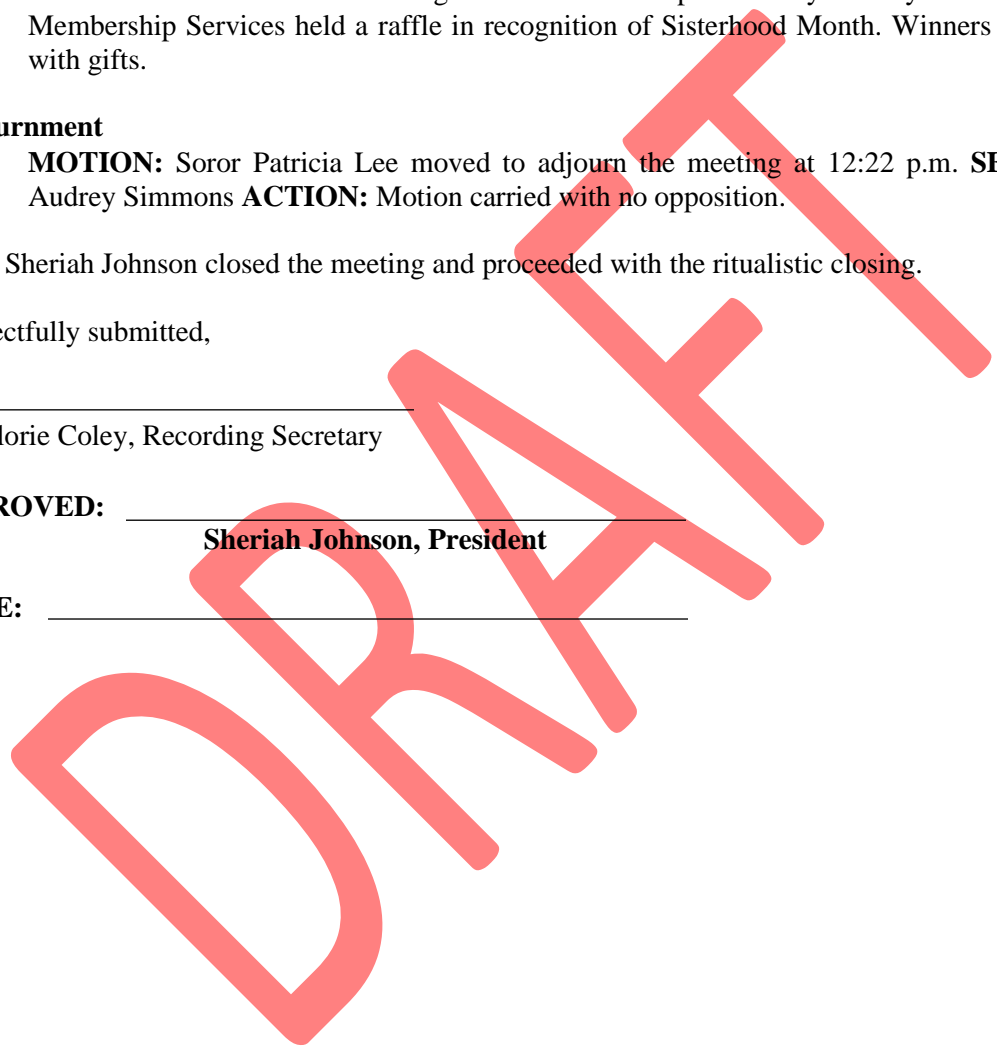 Membership Services held a raffle in recognition of Sisterhood Month. Winners
with gifts.
urnment
MOTION: Soror Patricia Lee moved to adjourn the meeting at 12:22 p.m. SE
Audrey Simmons ACTION: Motion carried with no opposition.
Sheriah Johnson closed the meeting and proceeded with the ritualistic closing.
ectfully submitted,
lorie Coley, Recording Secretary
ROVED:
Sheriah Johnson, President
E:
DRAFT